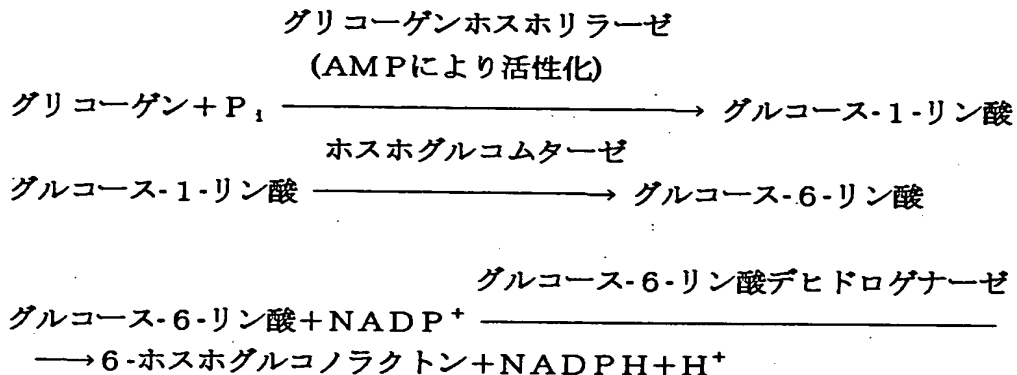 グリコーゲンホスホリラーゼ
(AMPにより活性化)
グリコーゲン+P₁ ⟶ グルコース-1-リン酸
ホスホグルコムターゼ
グルコース-1-リン酸 ⟶ グルコース-6-リン酸
グルコース-6-リン酸デヒドロゲナーゼ
グルコース-6-リン酸+NADP⁺ ―
⟶6-ホスホグルコノラクトン+NADPH+H⁺